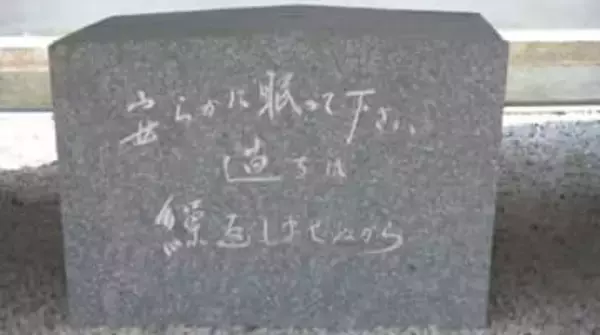 安らかに眠って下さい
過ちは
繰返しませぬから